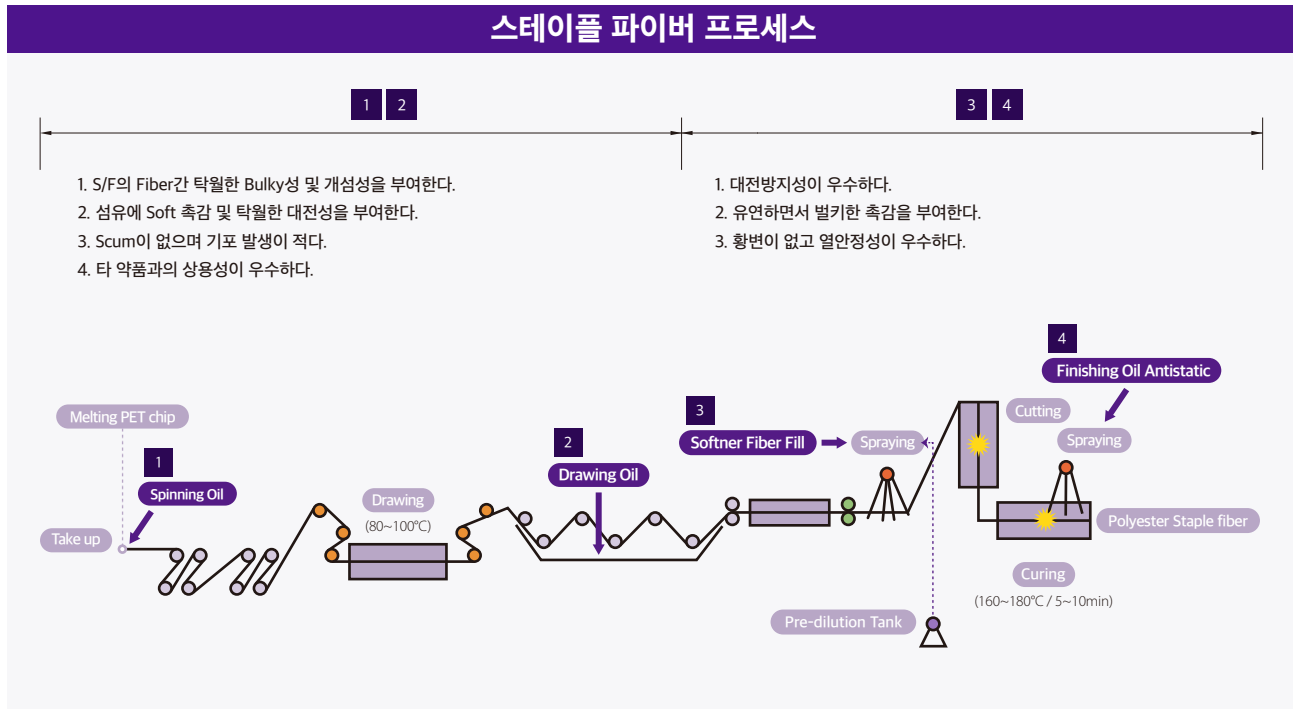 스테이플 파이버 프로세스
1 2
3 4
1. S/F의 Fiber간 탁월한 Bulky성 및 개섬성을 부여한다.
2. 섬유에 Soft 촉감 및 탁월한 대전성을 부여한다.
3. Scum이 없으며 기포 발생이 적다.
4. 타 약품과의 상용성이 우수하다.
1. 대전방지성이 우수하다.
2. 유연하면서 벌키한 촉감을 부여한다.
3. 황변이 없고 열안정성이 우수하다.
Melting PET chip
1
Spinning Oil
Take up
Drawing
(80~100℃)
2
Drawing Oil
3
Softner Fiber Fill
Spraying
Pre-dilution Tank
4
Finishing Oil Antistatic
Cutting
Spraying
Polyester Staple fiber
Curing
(160~180℃ / 5~10min)